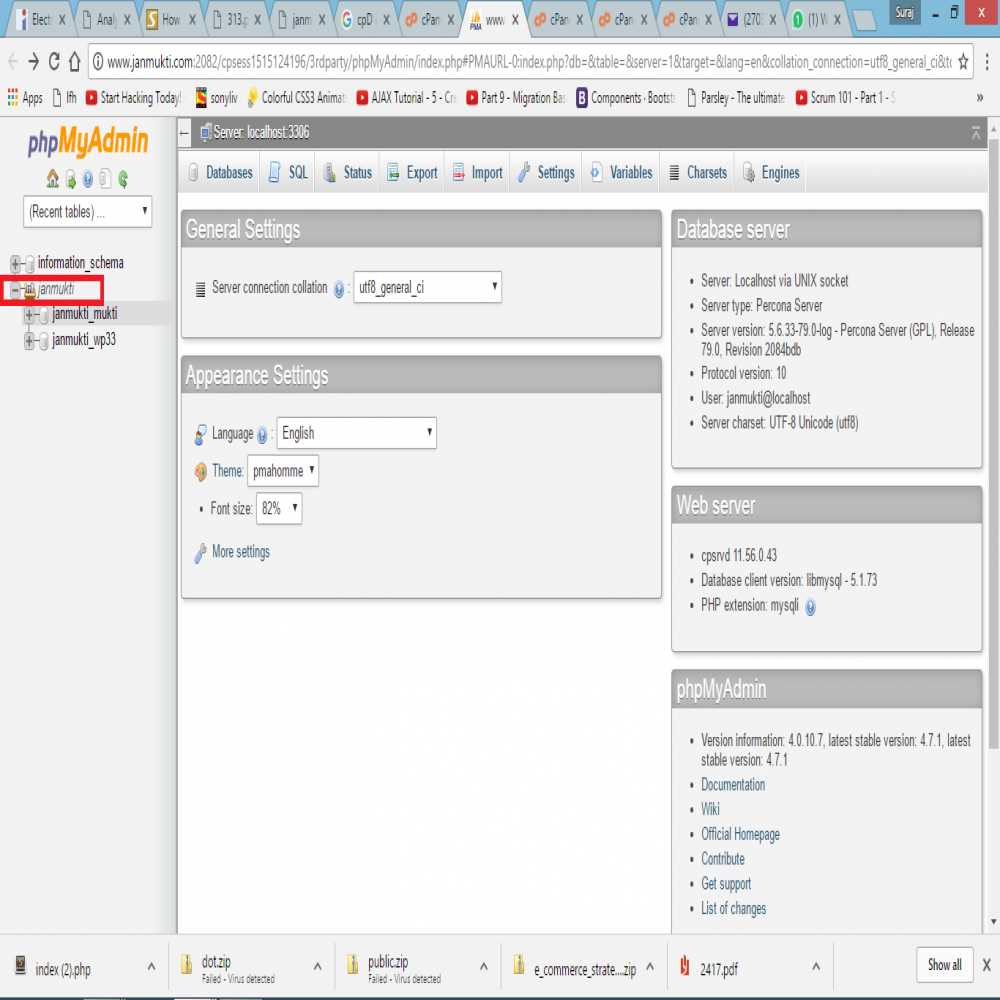 Electr
Analy
How
313.p
janm
cpD
cPan
www
cPan
cPan
cPan
(2703
(1) W
Suraj
www.janmukti.com:2082/cpsess1515124196/3rdparty/phpMyAdmin/index.php#PMAURL-0:index.php?db=&table=&server=1&target=&lang=en&collation_connection=utf8_general_ci&to
Apps
lfh
Start Hacking Today!
sonyliv
Colorful CSS3 Animat
AJAX Tutorial - 5 - Cre
Part 9 - Migration Bas
Components · Bootstr
Parsley - The ultimate
Scrum 101 - Part 1 - S
»
phpMyAdmin
(Recent tables) ...
information_schema
janmukti
janmukti_mukti
janmukti_wp33
Server: localhost:3306
Databases
SQL
Status
Export
Import
Settings
Variables
Charsets
Engines
General Settings
Server connection collation :
utf8_general_ci
Appearance Settings
Language :
English
Theme:
pmahomme
Font size:
82%
More settings
Database server
Server: Localhost via UNIX socket
Server type: Percona Server
Server version: 5.6.33-79.0-log - Percona Server (GPL), Release
79.0, Revision 2084bdb
Protocol version: 10
User: janmukti@localhost
Server charset: UTF-8 Unicode (utf8)
Web server
cpsrvd 11.56.0.43
Database client version: libmysql - 5.1.73
PHP extension: mysqli
phpMyAdmin
Version information: 4.0.10.7, latest stable version: 4.7.1, latest
stable version: 4.7.1
Documentation
Wiki
Official Homepage
Contribute
Get support
List of changes
index (2).php
dot.zip
Failed - Virus detected
public.zip
Failed - Virus detected
e_commerce_strate....zip
2417.pdf
Show all